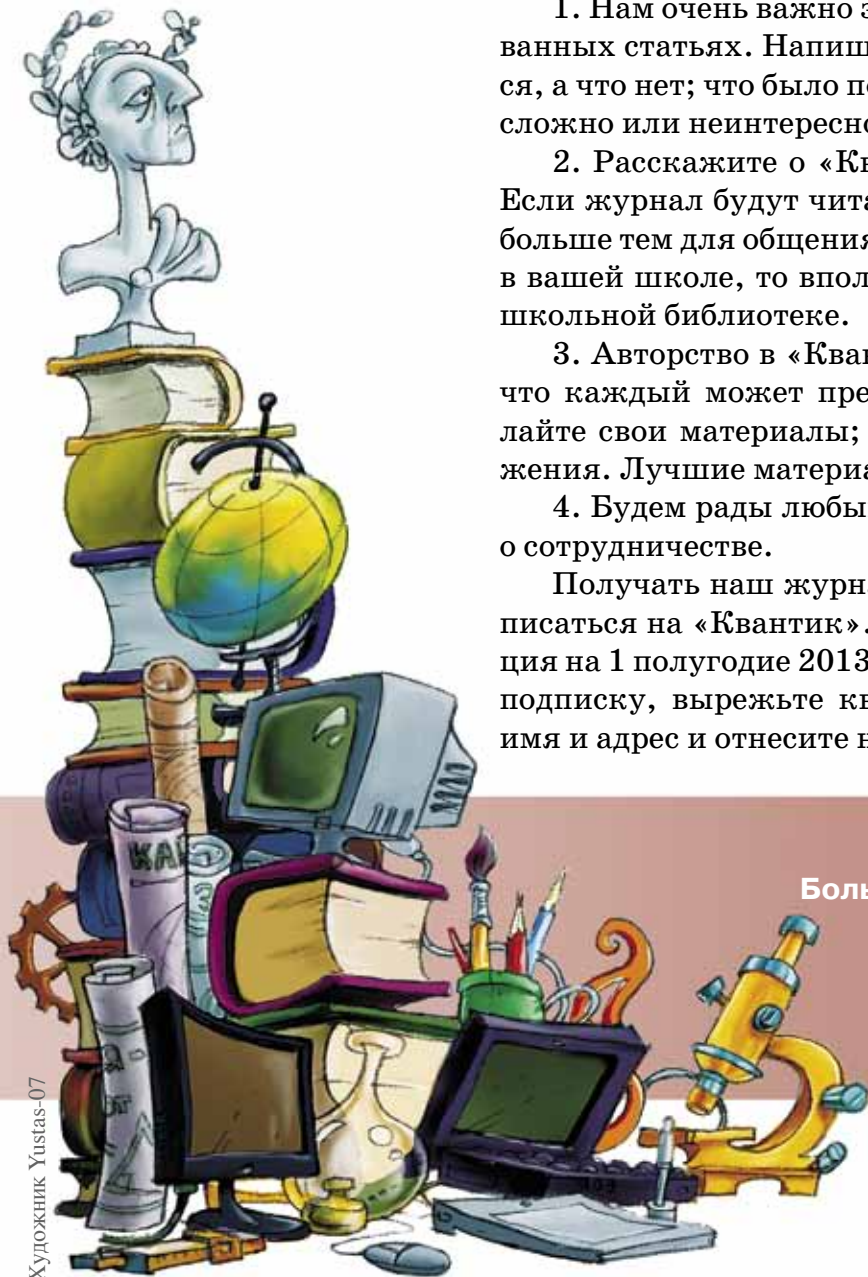 1. Нам очень важно з
ванных статьях. Напиш
ся, а что нет; что было по
сложно или неинтересно
2. Расскажите о «Кв
Если журнал будут чита
больше тем для общения
в вашей школе, то впол
школьной библиотеке.
3. Авторство в «Кван
что каждый может пре
лайте свои материалы;
жения. Лучшие материа
4. Будем рады любы
о сотрудничестве.
Получать наш журн
писаться на «Квантик».
ция на 1 полугодие 2013
подписку, вырежьте кв
имя и адрес и отнесите н
Боль
КАР
Художник Yustas-07